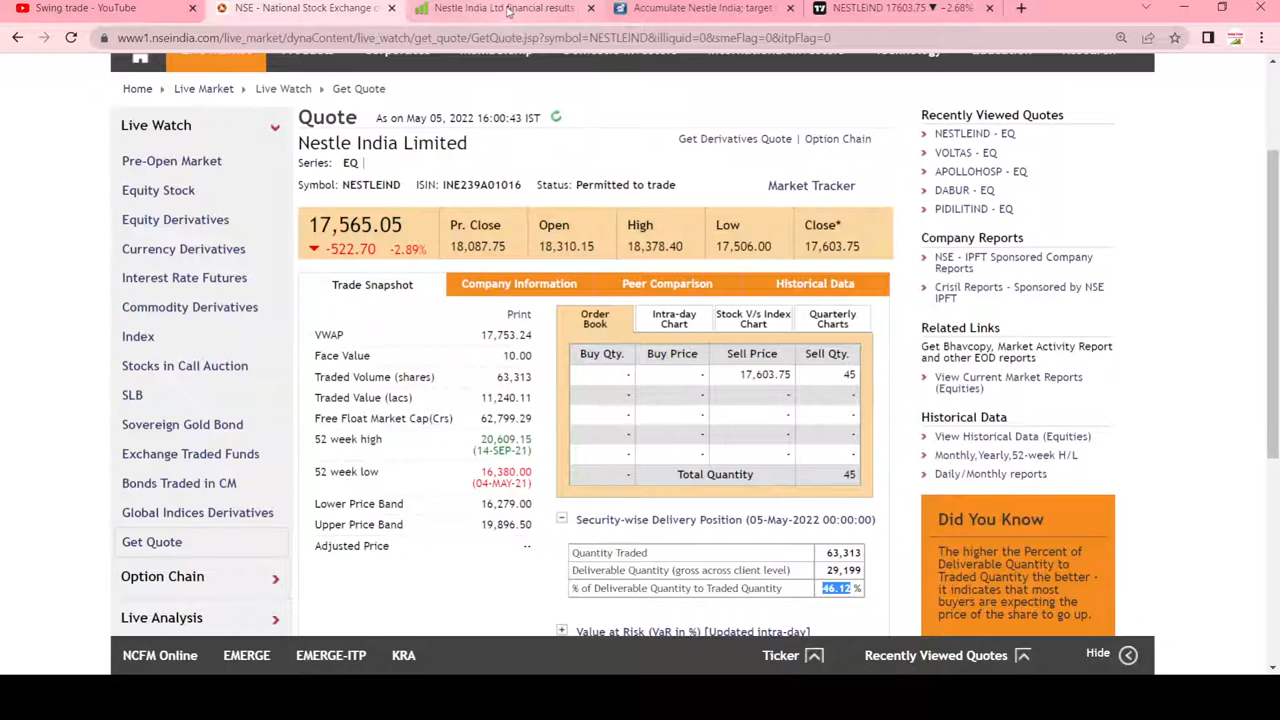 Swing trade - YouTube
NSE - National Stock Exchange o
Nestle India Ltd financial results
Accumulate Nestle India; target
NESTLEIND 17603.75 ▼ −2.68%
www1.nseindia.com/live_market/dynaContent/live_watch/get_quote/GetQuote.jsp?symbol=NESTLEIND&illiquid=0&smeFlag=0&itpFlag=0
Home › Live Market › Live Watch › Get Quote
Live Watch
Pre-Open Market
Equity Stock
Equity Derivatives
Currency Derivatives
Interest Rate Futures
Commodity Derivatives
Index
Stocks in Call Auction
SLB
Sovereign Gold Bond
Exchange Traded Funds
Bonds Traded in CM
Global Indices Derivatives
Get Quote
Option Chain
Live Analysis
Quote As on May 05, 2022 16:00:43 IST
Nestle India Limited
Get Derivatives Quote | Option Chain
Series: EQ |
Symbol: NESTLEIND ISIN: INE239A01016 Status: Permitted to trade Market Tracker
17,565.05 Pr. Close Open High Low Close*
-522.70 -2.89% 18,087.75 18,310.15 18,378.40 17,506.00 17,603.75
Trade Snapshot Company Information Peer Comparison Historical Data
Print
VWAP 17,753.24
Face Value 10.00
Traded Volume (shares) 63,313
Traded Value (lacs) 11,240.11
Free Float Market Cap(Crs) 62,799.29
52 week high 20,609.15
(14-SEP-21)
52 week low 16,380.00
(04-MAY-21)
Lower Price Band 16,279.00
Upper Price Band 19,896.50
Adjusted Price --
Order Book
Intra-day Chart
Stock V/s Index Chart
Quarterly Charts
Buy Qty. Buy Price Sell Price Sell Qty.
- - 17,603.75 45
- - - -
- - - -
- - - -
- - - -
- Total Quantity 45
Security-wise Delivery Position (05-May-2022 00:00:00)
Quantity Traded 63,313
Deliverable Quantity (gross across client level) 29,199
% of Deliverable Quantity to Traded Quantity 46.12 %
Value at Risk (VaR in %) [Updated intra-day]
Recently Viewed Quotes
NESTLEIND - EQ
VOLTAS - EQ
APOLLOHOSP - EQ
DABUR - EQ
PIDILITIND - EQ
Company Reports
NSE - IPFT Sponsored Company
Reports
Crisil Reports - Sponsored by NSE
IPFT
Related Links
Get Bhavcopy, Market Activity Report
and other EOD reports
View Current Market Reports
(Equities)
Historical Data
View Historical Data (Equities)
Monthly,Yearly,52-week H/L
Daily/Monthly reports
Did You Know
The higher the Percent of
Deliverable Quantity to
Traded Quantity the better -
it indicates that most
buyers are expecting the
price of the share to go up.
NCFM Online EMERGE EMERGE-ITP KRA Ticker Recently Viewed Quotes Hide